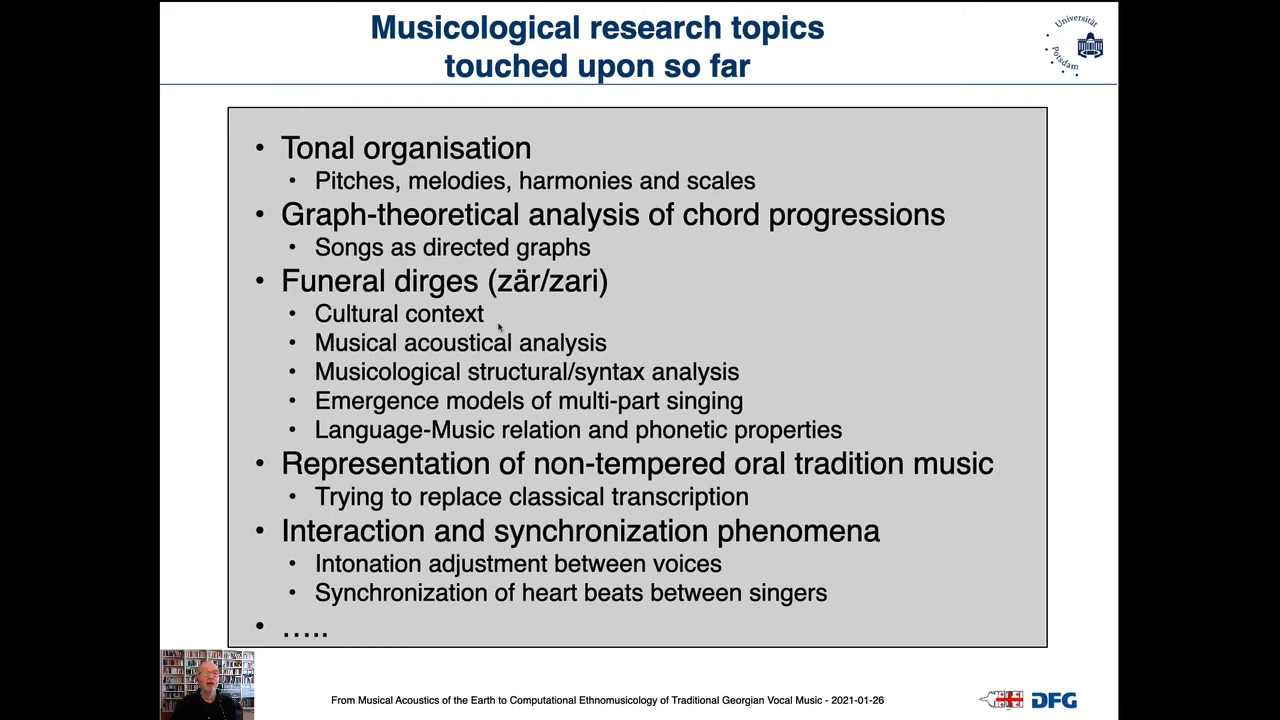 Musicological research topics
touched upon so far
Universität
Potsdam
• Tonal organisation
• Pitches, melodies, harmonies and scales
• Graph-theoretical analysis of chord progressions
• Songs as directed graphs
• Funeral dirges (zär/zari)
• Cultural context
• Musical acoustical analysis
• Musicological structural/syntax analysis
• Emergence models of multi-part singing
• Language-Music relation and phonetic properties
• Representation of non-tempered oral tradition music
• Trying to replace classical transcription
• Interaction and synchronization phenomena
• Intonation adjustment between voices
• Synchronization of heart beats between singers
• …..
From Musical Acoustics of the Earth to Computational Ethnomusicology of Traditional Georgian Vocal Music - 2021-01-26
DFG